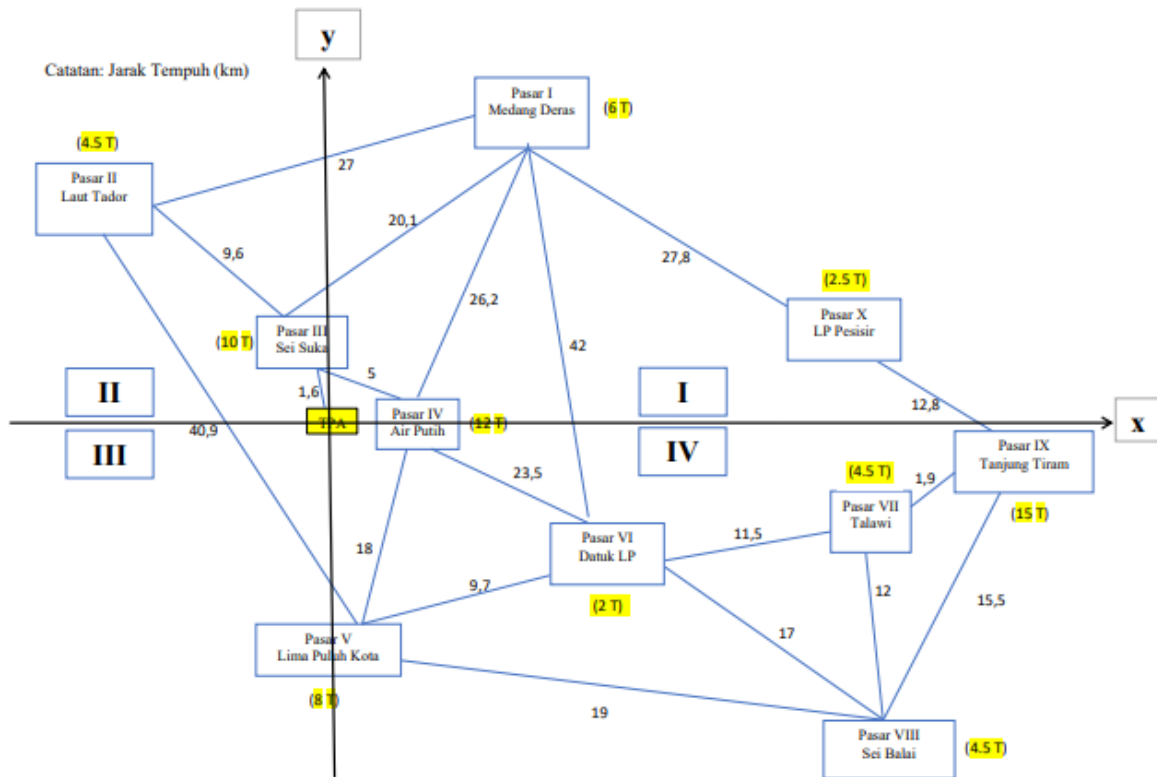 y
Catatan: Jarak Tempuh (km)
Pasar I
Medang Deras
(6 T)
(4.5 T)
Pasar II
Laut Tador
27
20,1
9,6
27,8
26,2
(2.5 T)
Pasar X
LP Pesisir
(10 T)
Pasar III
Sei Suka
42
5
1,6
II
I
12,8
TPA
Pasar IV
Air Putih
(12 T)
x
III
40,9
IV
Pasar IX
Tanjung Tiram
23,5
(4.5 T)
1,9
Pasar VII
Talawi
(15 T)
18
Pasar VI
Datuk LP
11,5
9,7
(2 T)
12
15,5
17
Pasar V
Lima Puluh Kota
(8 T)
19
Pasar VIII
Sei Balai
(4.5 T)